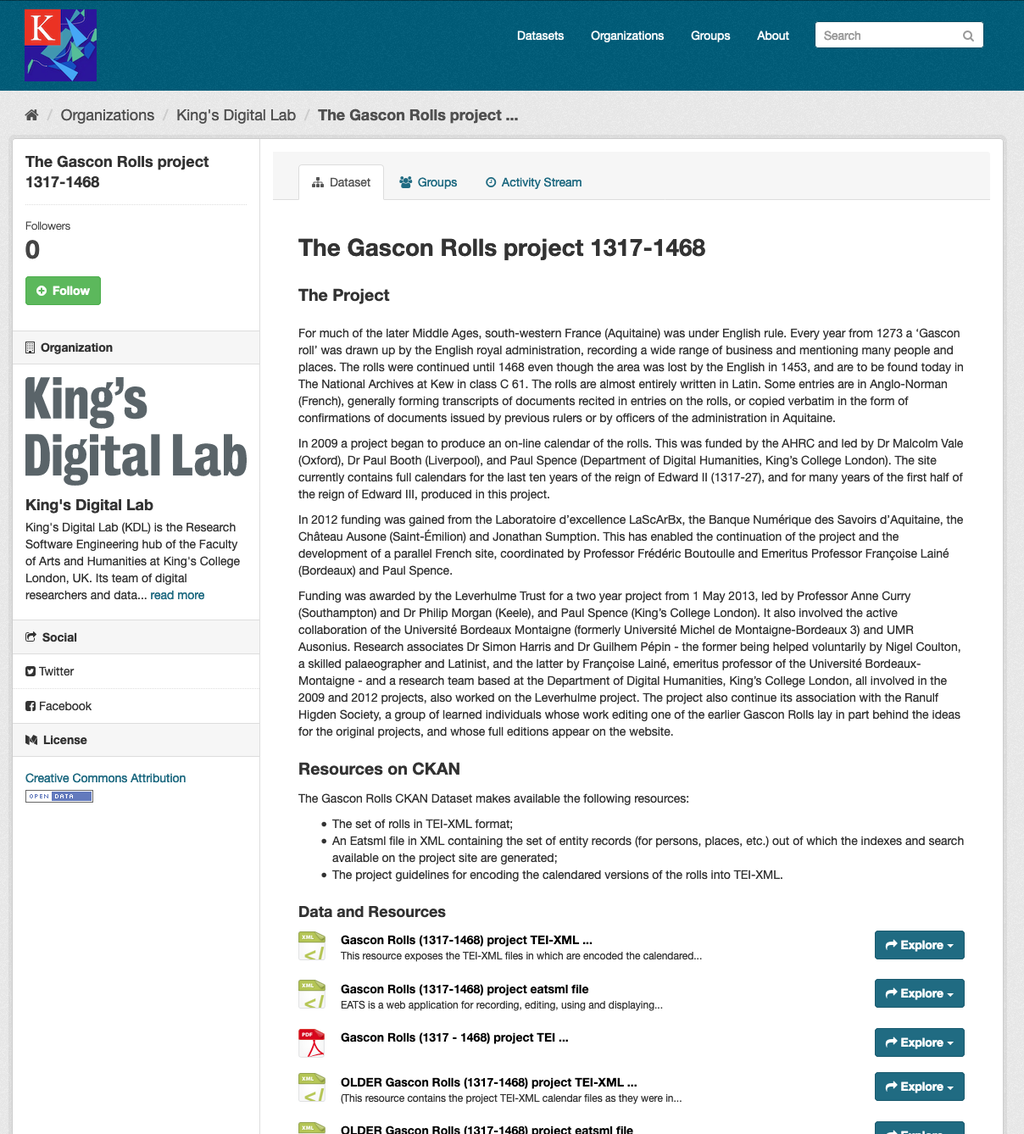 K
Datasets
Organizations
Groups
About
Search
/ Organizations / King's Digital Lab / The Gascon Rolls project ...
The Gascon Rolls project
1317-1468
Followers
0
Follow
Organization
King's
Digital Lab
King's Digital Lab
King's Digital Lab (KDL) is the Research
Software Engineering hub of the Faculty
of Arts and Humanities at King's College
London, UK. Its team of digital
researchers and data... read more
Social
Twitter
Facebook
License
Creative Commons Attribution
OPEN DATA
Dataset
Groups
Activity Stream
The Gascon Rolls project 1317-1468
The Project
For much of the later Middle Ages, south-western France (Aquitaine) was under English rule. Every year from 1273 a ‘Gascon
roll’ was drawn up by the English royal administration, recording a wide range of business and mentioning many people and
places. The rolls were continued until 1468 even though the area was lost by the English in 1453, and are to be found today in
The National Archives at Kew in class C 61. The rolls are almost entirely written in Latin. Some entries are in Anglo-Norman
(French), generally forming transcripts of documents recited in entries on the rolls, or copied verbatim in the form of
confirmations of documents issued by previous rulers or by officers of the administration in Aquitaine.
In 2009 a project began to produce an on-line calendar of the rolls. This was funded by the AHRC and led by Dr Malcolm Vale
(Oxford), Dr Paul Booth (Liverpool), and Paul Spence (Department of Digital Humanities, King’s College London). The site
currently contains full calendars for the last ten years of the reign of Edward II (1317-27), and for many years of the first half of
the reign of Edward III, produced in this project.
In 2012 funding was gained from the Laboratoire d’excellence LaScArBx, the Banque Numérique des Savoirs d’Aquitaine, the
Château Ausone (Saint-Émilion) and Jonathan Sumption. This has enabled the continuation of the project and the
development of a parallel French site, coordinated by Professor Frédéric Boutoulle and Emeritus Professor Françoise Lainé
(Bordeaux) and Paul Spence.
Funding was awarded by the Leverhulme Trust for a two year project from 1 May 2013, led by Professor Anne Curry
(Southampton) and Dr Philip Morgan (Keele), and Paul Spence (King’s College London). It also involved the active
collaboration of the Université Bordeaux Montaigne (formerly Université Michel de Montaigne-Bordeaux 3) and UMR
Ausonius. Research associates Dr Simon Harris and Dr Guilhem Pépin - the former being helped voluntarily by Nigel Coulton,
a skilled palaeographer and Latinist, and the latter by Françoise Lainé, emeritus professor of the Université Bordeaux-
Montaigne - and a research team based at the Department of Digital Humanities, King’s College London, all involved in the
2009 and 2012 projects, also worked on the Leverhulme project. The project also continue its association with the Ranulf
Higden Society, a group of learned individuals whose work editing one of the earlier Gascon Rolls lay in part behind the ideas
for the original projects, and whose full editions appear on the website.
Resources on CKAN
The Gascon Rolls CKAN Dataset makes available the following resources:
• The set of rolls in TEI-XML format;
• An Eatsml file in XML containing the set of entity records (for persons, places, etc.) out of which the indexes and search
available on the project site are generated;
• The project guidelines for encoding the calendared versions of the rolls into TEI-XML.
Data and Resources
XML
Gascon Rolls (1317-1468) project TEI-XML ...
This resource exposes the TEI-XML files in which are encoded the calendared...
Explore
XML
Gascon Rolls (1317-1468) project eatsml file
EATS is a web application for recording, editing, using and displaying...
Explore
PDF
Gascon Rolls (1317 - 1468) project TEI ...
Explore
XML
OLDER Gascon Rolls (1317-1468) project TEI-XML ...
(This resource contains the project TEI-XML calendar files as they were in...
Explore
XML
OLDER Gascon Rolls (1317-1468) project eatsml file
Explore